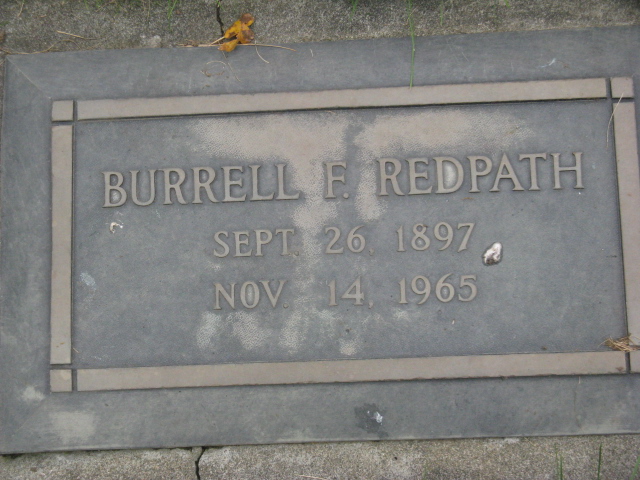 BURRELL F. REDPATH
SEPT. 26, 1897
NOV. 14, 1965